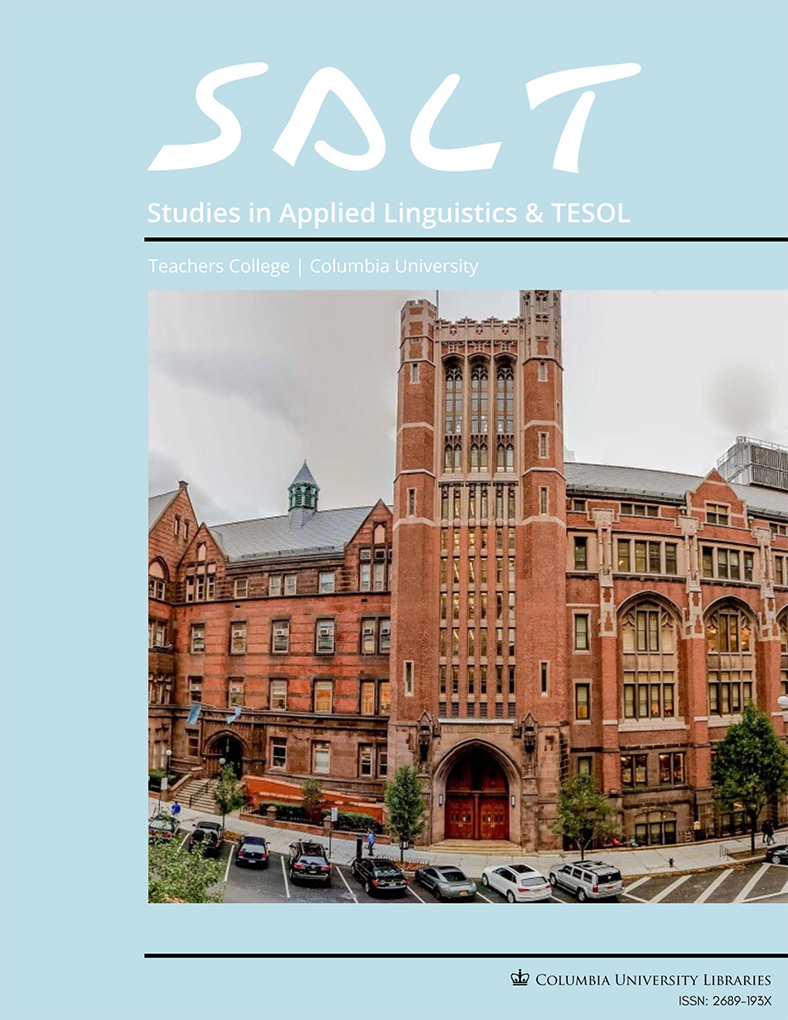 SALT
Studies in Applied Linguistics & TESOL
Teachers College | Columbia University
COLUMBIA UNIVERSITY LIBRARIES
ISSN: 2689-193X